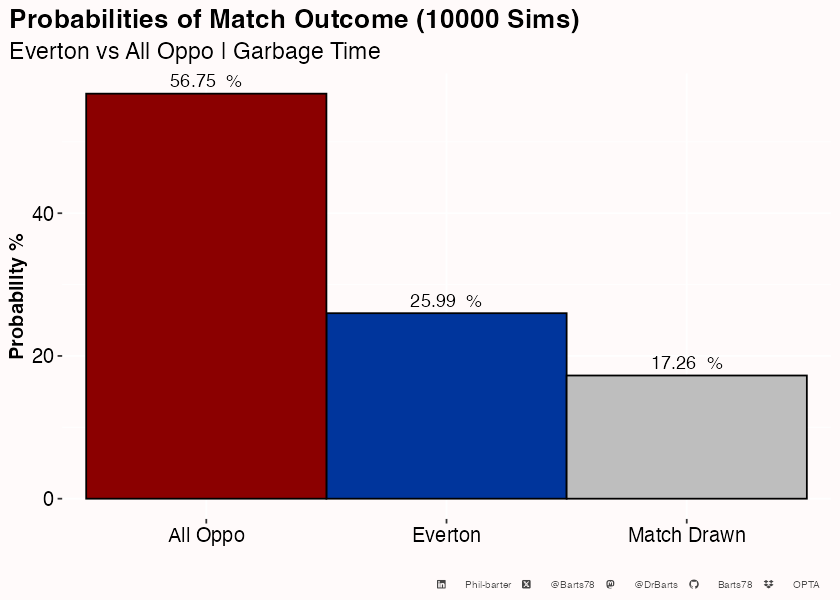 Probabilities of Match Outcome (10000 Sims)
Everton vs All Oppo | Garbage Time
56.75 %
25.99 %
17.26 %
Probability %
40
20
0
All Oppo Everton Match Drawn
Phil-barter @Barts78 @DrBarts Barts78 OPTA